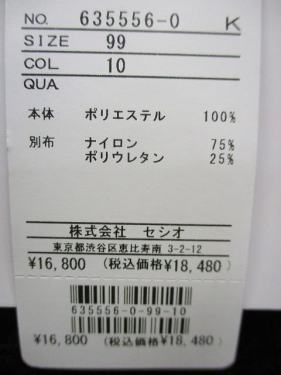 NO. 635556-0 K
SIZE 99
COL 10
QUA
本体 ポリエステル 100%
別布 ナイロン 75%
ポリウレタン 25%
株式会社 セシオ
東京都渋谷区恵比寿南 3-2-12
¥16,800 (税込価格¥18,480)
635556-0-99-10
¥16,800 (税込価格¥18,480)